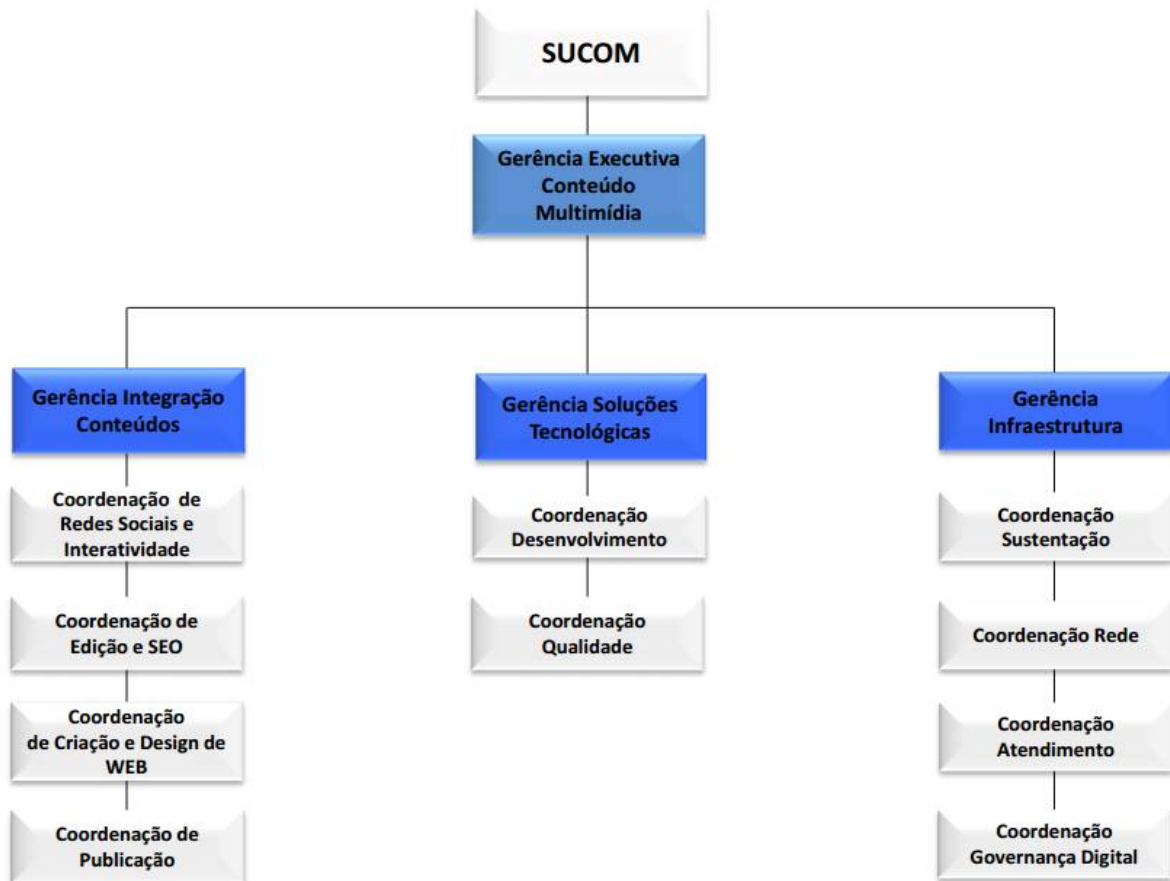 SUCOM
Gerência Executiva
Conteúdo
Multimídia
Gerência Integração
Conteúdos
Coordenação de
Redes Sociais e
Interatividade
Coordenação de
Edição e SEO
Coordenação
de Criação e Design de
WEB
Coordenação de
Publicação
Gerência Soluções
Tecnológicas
Coordenação
Desenvolvimento
Coordenação
Qualidade
Gerência
Infraestrutura
Coordenação
Sustentação
Coordenação Rede
Coordenação
Atendimento
Coordenação
Governança Digital